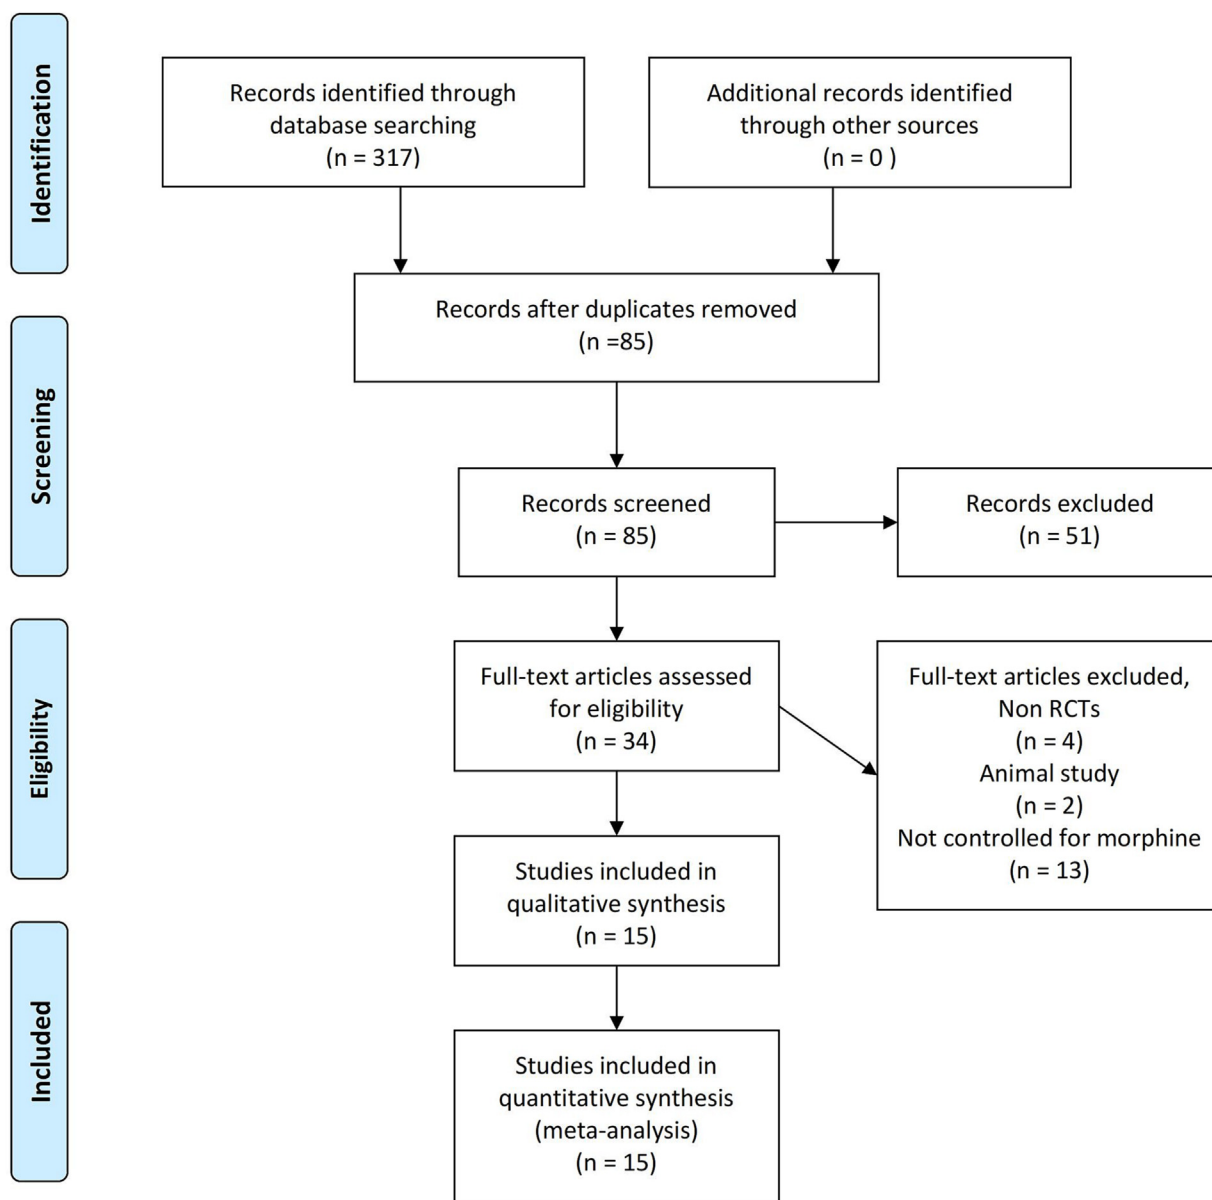 Identification
Records identified through
database searching
(n = 317)
Additional records identified
through other sources
(n = 0 )
Records after duplicates removed
(n =85)
Screening
Records screened
(n = 85)
Records excluded
(n = 51)
Eligibility
Full-text articles assessed
for eligibility
(n = 34)
Full-text articles excluded,
Non RCTs
(n = 4)
Animal study
(n = 2)
Not controlled for morphine
(n = 13)
Studies included in
qualitative synthesis
(n = 15)
Included
Studies included in
quantitative synthesis
(meta-analysis)
(n = 15)